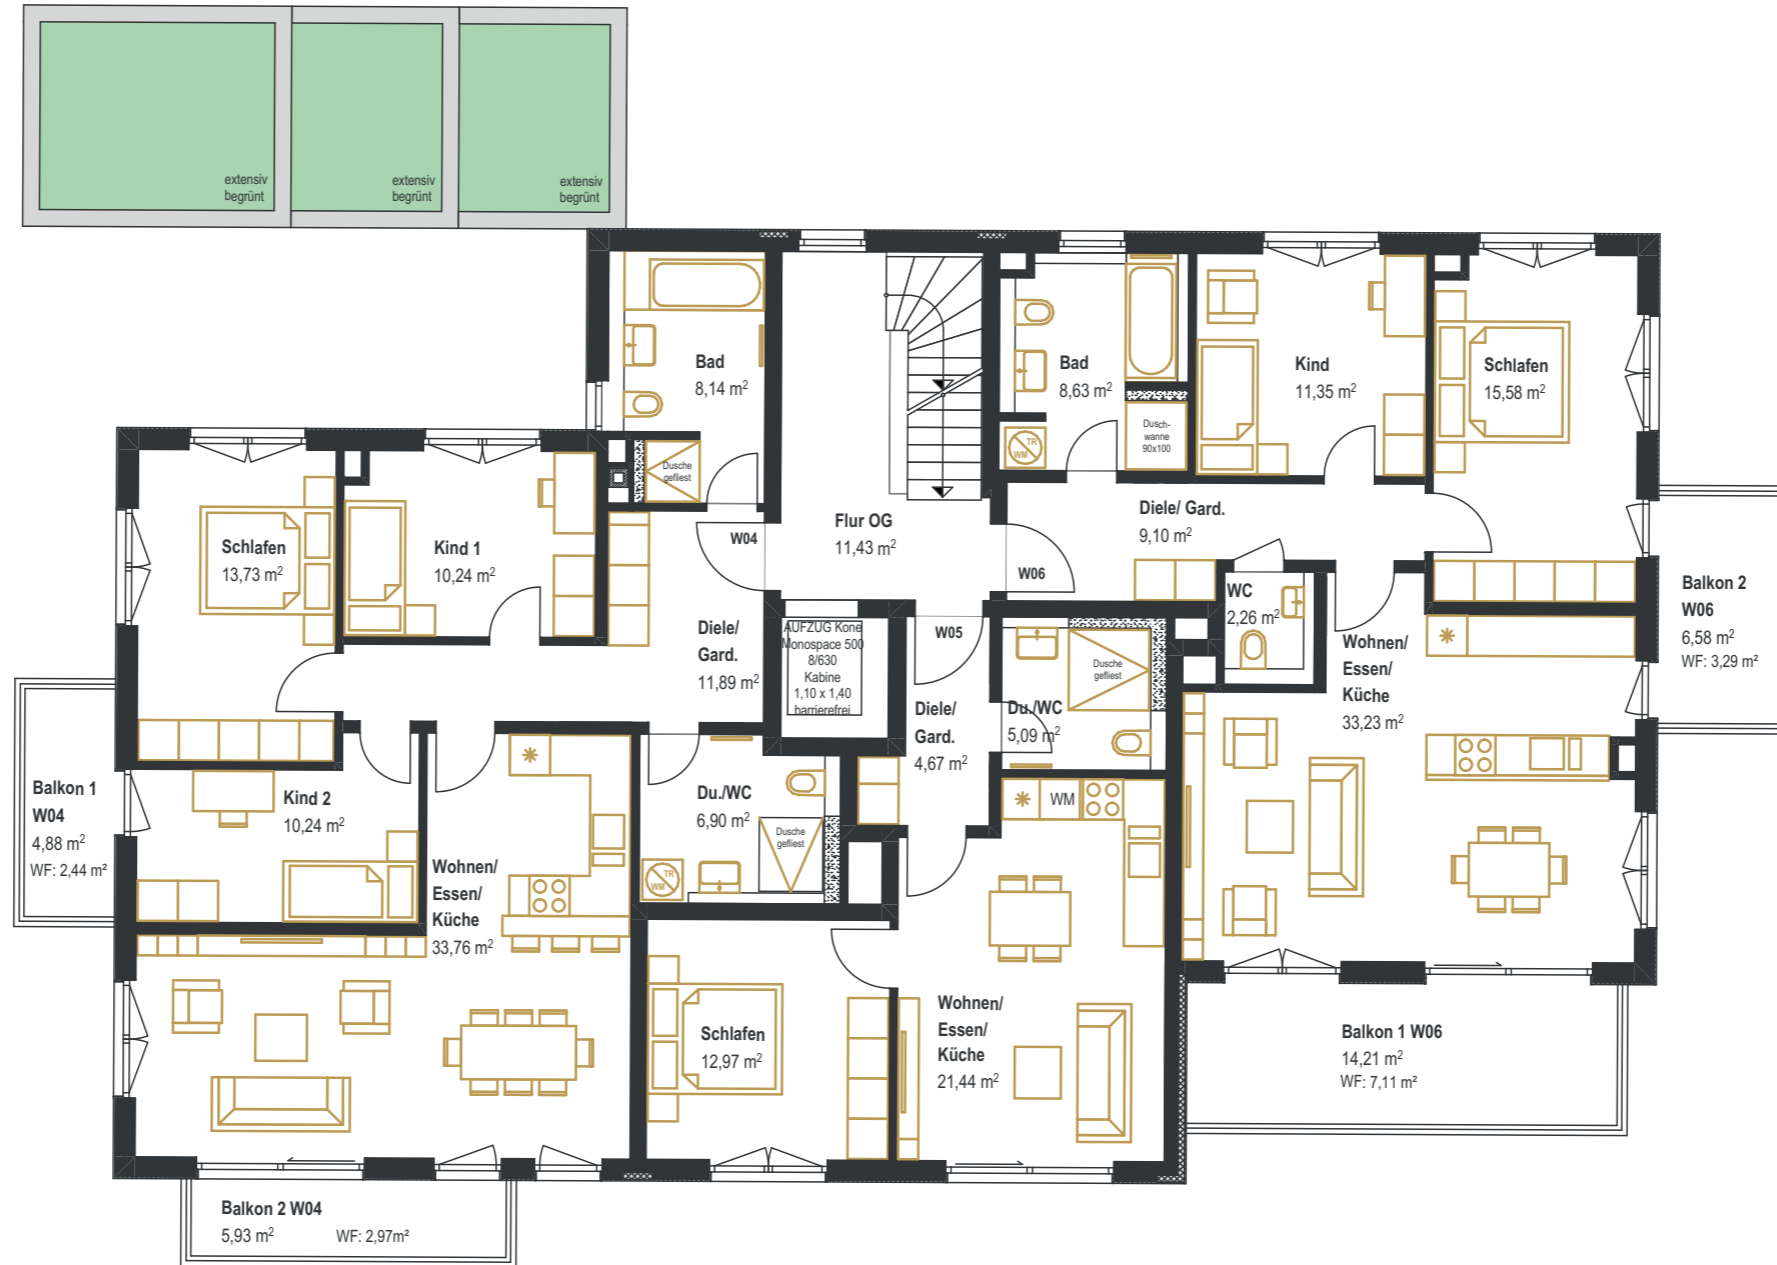 extensiv
begrünt
extensiv
begrünt
extensiv
begrünt
Bad
8,14 m²
Dusche
gefliest
Bad
8,63 m²
Dusch-
wanne
90x100
TR
WM
Kind
11,35 m²
Schlafen
15,58 m²
Schlafen
13,73 m²
Kind 1
10,24 m²
W04
Flur OG
11,43 m²
W06
Diele/ Gard.
9,10 m²
WC
2,26 m²
Balkon 2
W06
6,58 m²
WF: 3,29 m²
Diele/
Gard.
11,89 m²
AUFZUG Kone
Monospace 500
8/630
Kabine
1,10 x 1,40
barrierefrei
W05
Diele/
Gard.
4,67 m²
Dusche
gefliest
Du./WC
5,09 m²
Wohnen/
Essen/
Küche
33,23 m²
Balkon 1
W04
4,88 m²
WF: 2,44 m²
Kind 2
10,24 m²
Wohnen/
Essen/
Küche
33,76 m²
Du./WC
6,90 m²
Dusche
gefliest
TR
WM
WM
Schlafen
12,97 m²
Wohnen/
Essen/
Küche
21,44 m²
Balkon 1 W06
14,21 m²
WF: 7,11 m²
Balkon 2 W04
5,93 m² WF: 2,97m²